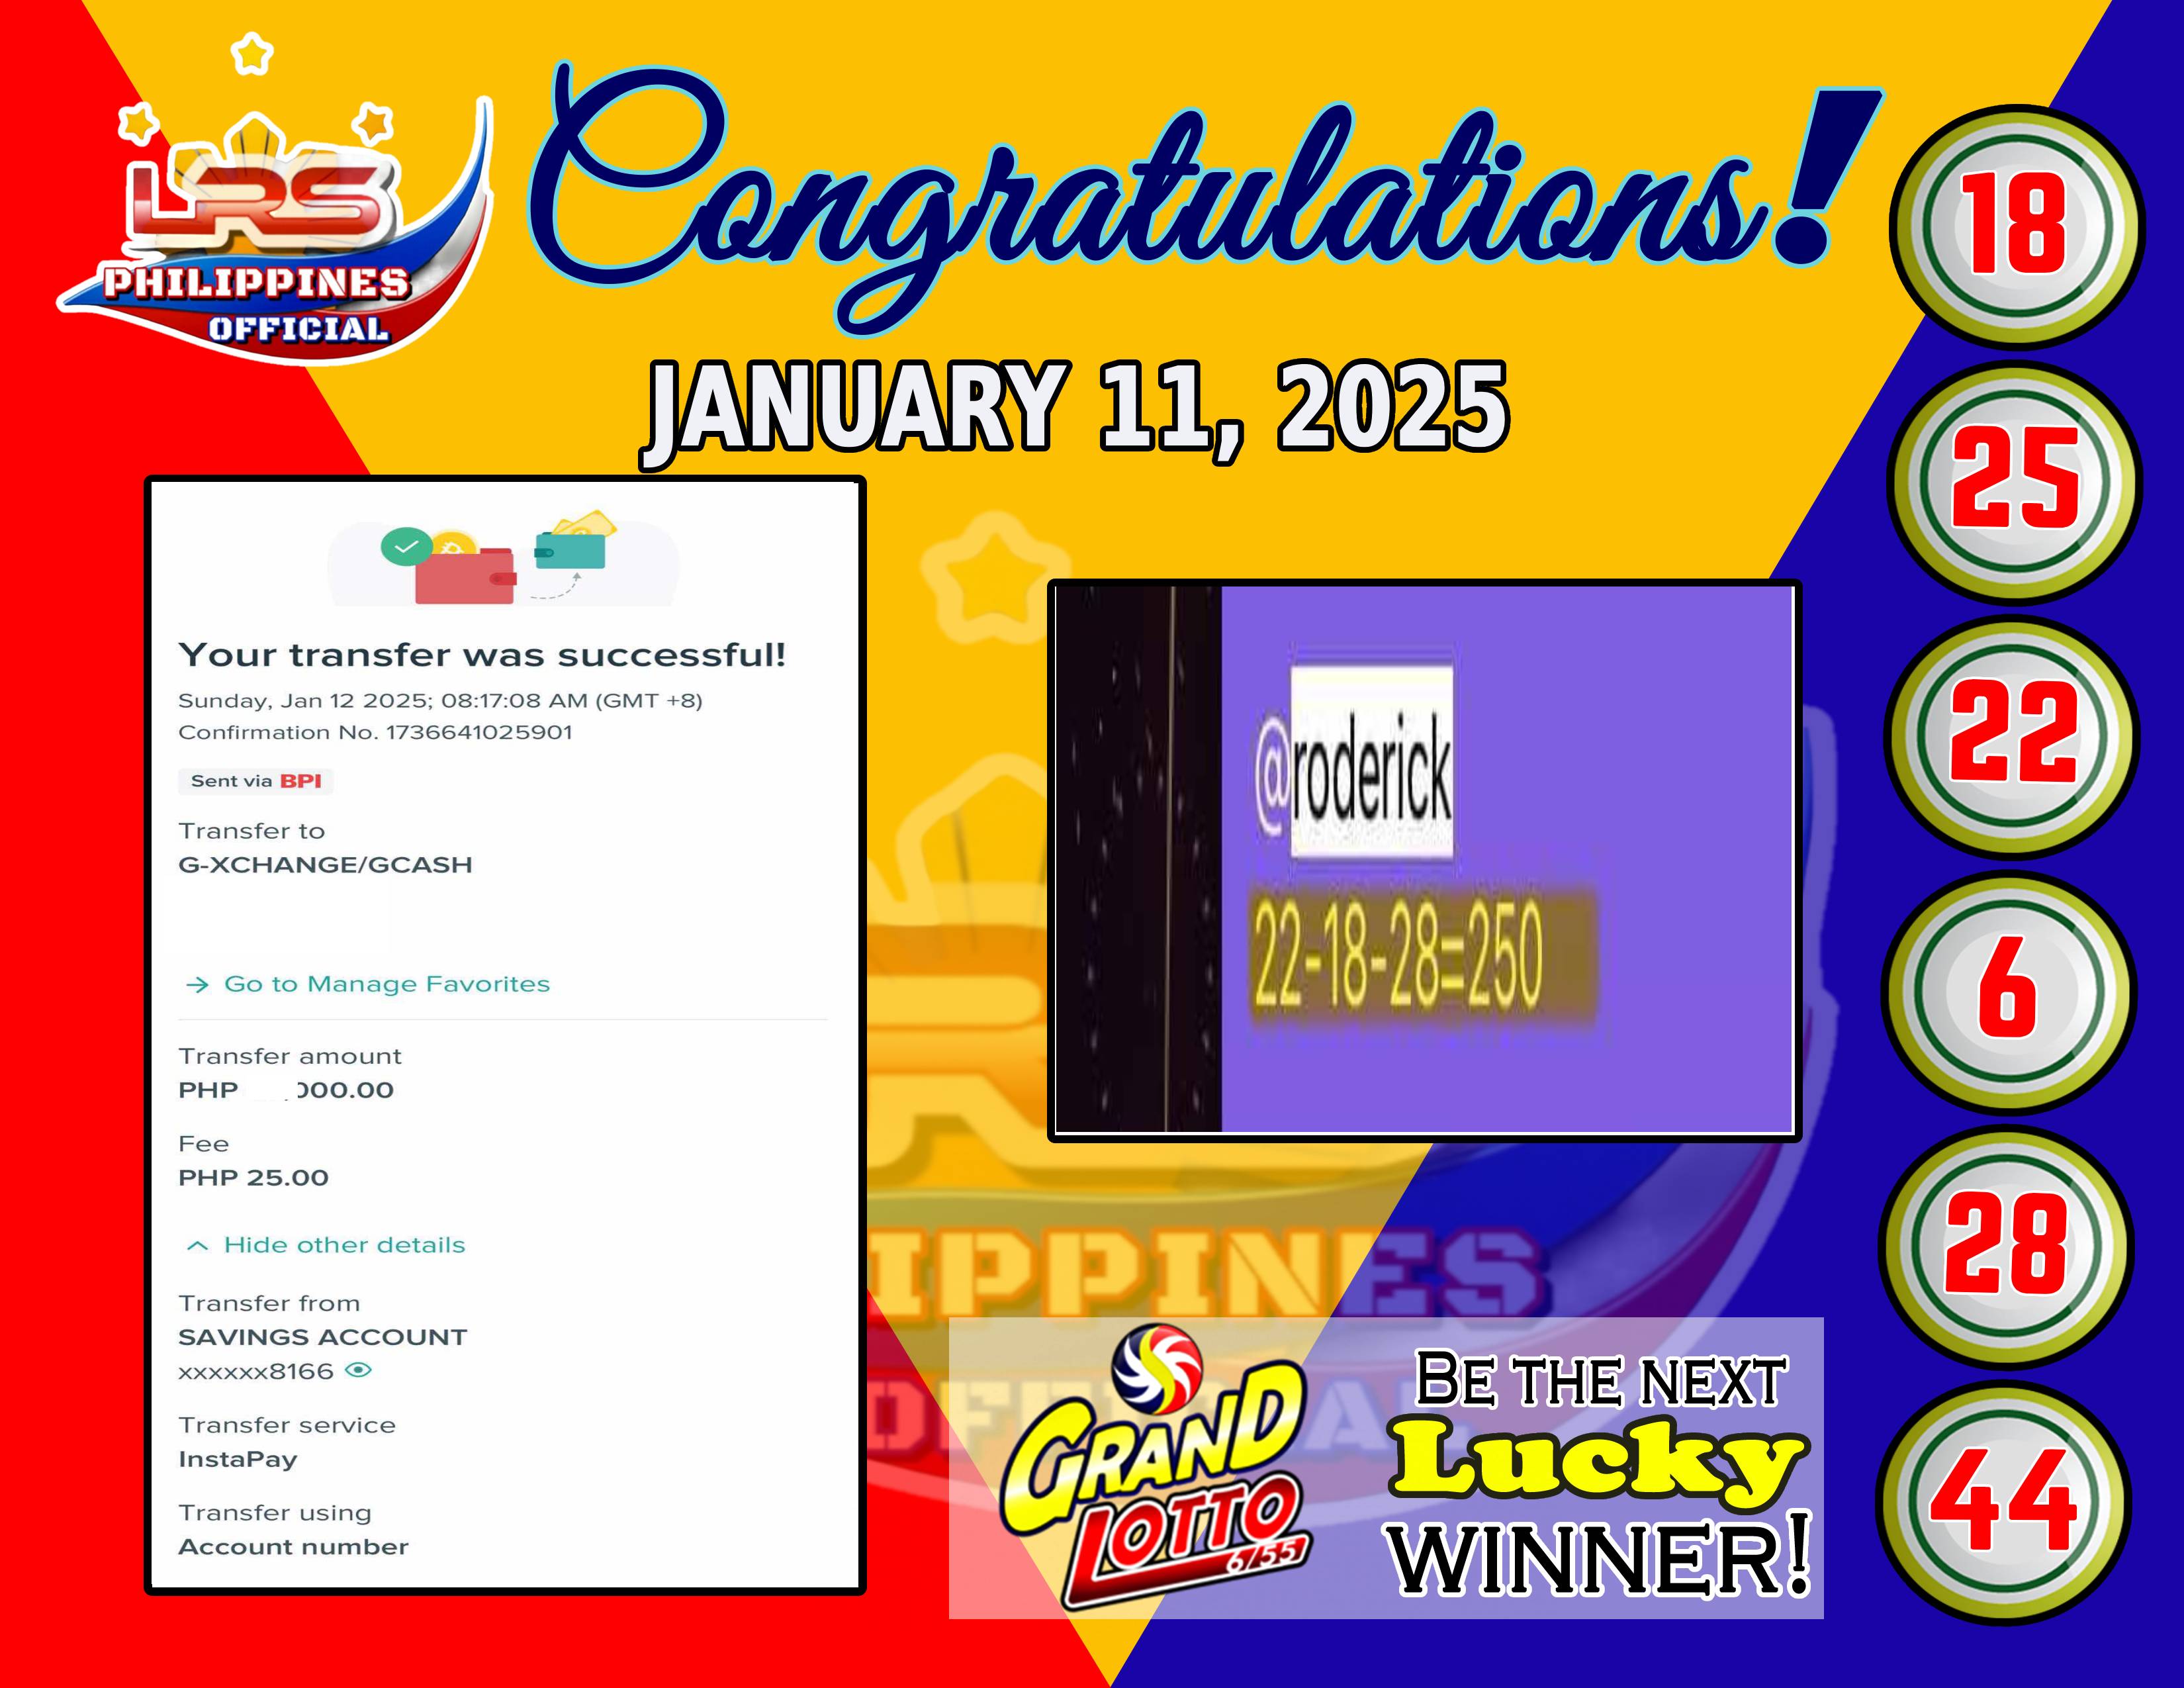 LRS
PHILIPPINES
OFFICIAL
Congratulations!
JANUARY 11, 2025
Your transfer was successful!
Sunday, Jan 12 2025; 08:17:08 AM (GMT +8)
Confirmation No. 1736641025901
Sent via BPI
Transfer to
G-XCHANGE/GCASH
→ Go to Manage Favorites
Transfer amount
PHP ,000.00
Fee
PHP 25.00
Hide other details
Transfer from
SAVINGS ACCOUNT
xxxxxx8166
Transfer service
InstaPay
Transfer using
Account number
@roderick
22-18-28=250
GRAND
LOTTO
6/55
BE THE NEXT
Lucky
WINNER!
18
25
22
6
28
44